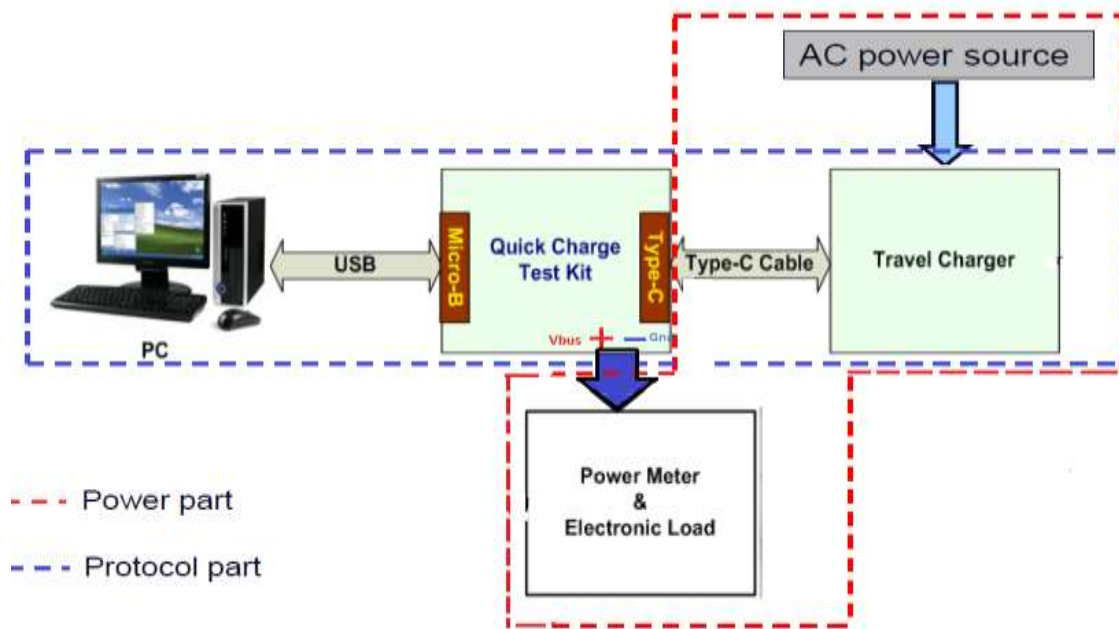 AC power source
PC
USB
Micro-B
Quick Charge
Test Kit
Type-C
Type-C Cable
Travel Charger
Vbus
Power Meter
&
Electronic Load
Power part
Protocol part